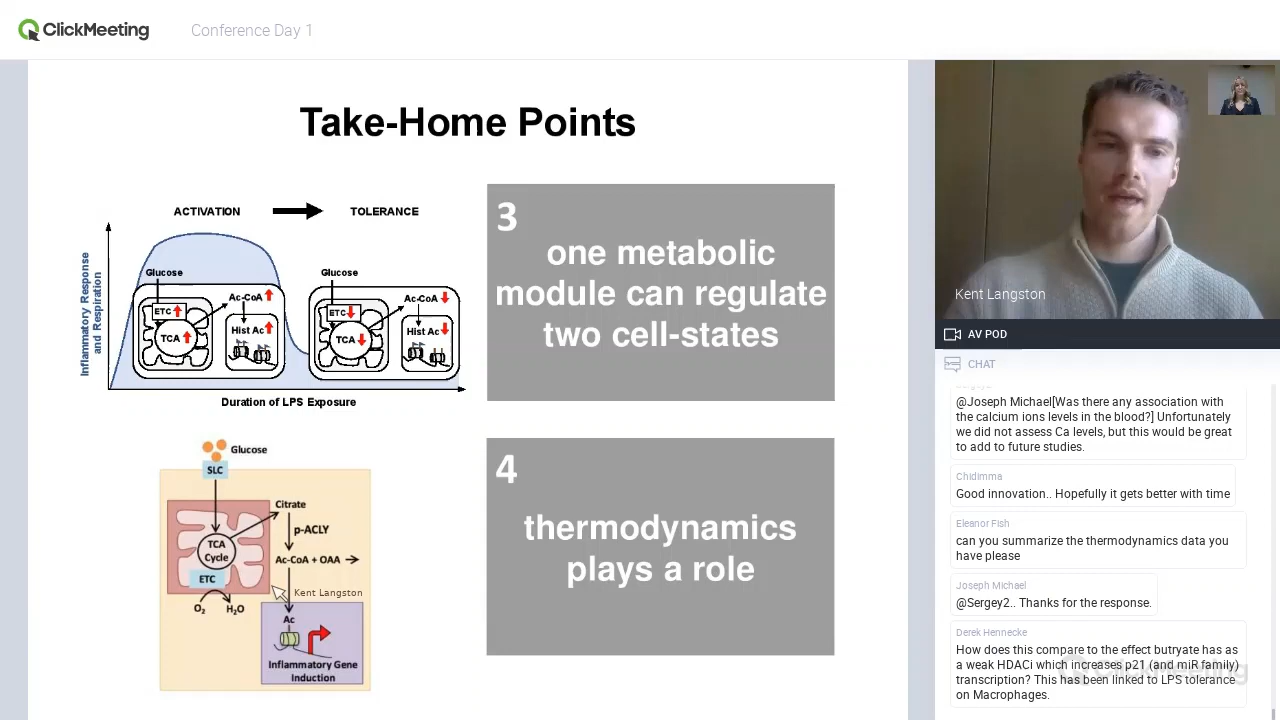 ClickMeeting
Conference Day 1
Take-Home Points
ACTIVATION
TOLERANCE
Inflammatory Response
and Respiration
Glucose
Ac-CoA
ETC
TCA
Hist Ac
Glucose
Ac-CoA
ETC
TCA
Hist Ac
Duration of LPS Exposure
3
one metabolic
module can regulate
two cell-states
Glucose
SLC
Citrate
p-ACLY
TCA
Cycle
Ac-CoA + OAA
ETC
O2
H2O
Kent Langston
Ac
Inflammatory Gene
Induction
4
thermodynamics
plays a role
Kent Langston
AV POD
CHAT
@Joseph Michael[Was there any association with
the calcium ions levels in the blood?] Unfortunately
we did not assess Ca levels, but this would be great
to add to future studies.
Chidimma
Good innovation.. Hopefully it gets better with time
Eleanor Fish
can you summarize the thermodynamics data you
have please
Joseph Michael
@Sergey2.. Thanks for the response.
Derek Hennecke
How does this compare to the effect butyrate has as
a weak HDACi which increases p21 (and miR family)
transcription? This has been linked to LPS tolerance
on Macrophages.
ClickMeeting